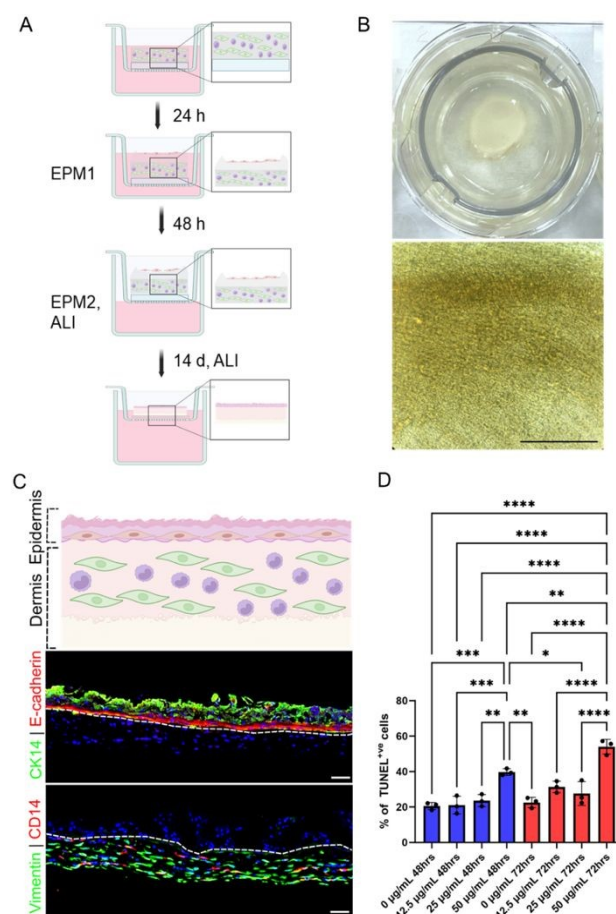 A
24 h
EPM1
48 h
EPM2,
ALI
14 d, ALI
B
C
Epidermis
Dermis
CK14 | E-cadherin
Vimentin | CD14
D
****
****
****
**
****
*** *
*** ****
** ** ****
% of TUNEL+ve cells
80
60
40
20
0
0 µg/mL 48hrs
12.5 µg/mL 48hrs
25 µg/mL 48hrs
50 µg/mL 48hrs
0 µg/mL 72hrs
12.5 µg/mL 72hrs
25 µg/mL 72hrs
50 µg/mL 72hrs